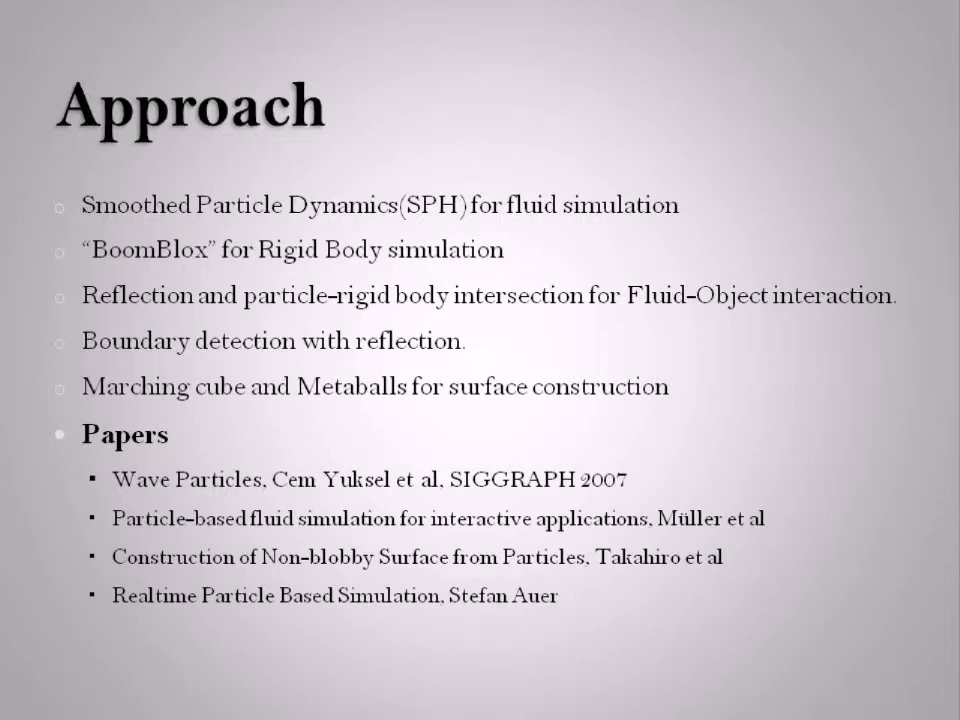 Approach
Smoothed Particle Dynamics(SPH) for fluid simulation
“BoomBlox” for Rigid Body simulation
Reflection and particle-rigid body intersection for Fluid-Object interaction.
Boundary detection with reflection.
Marching cube and Metaballs for surface construction
Papers
Wave Particles, Cem Yuksel et al, SIGGRAPH 2007
Particle-based fluid simulation for interactive applications, Müller et al
Construction of Non-blobby Surface from Particles, Takahiro et al
Realtime Particle Based Simulation, Stefan Auer